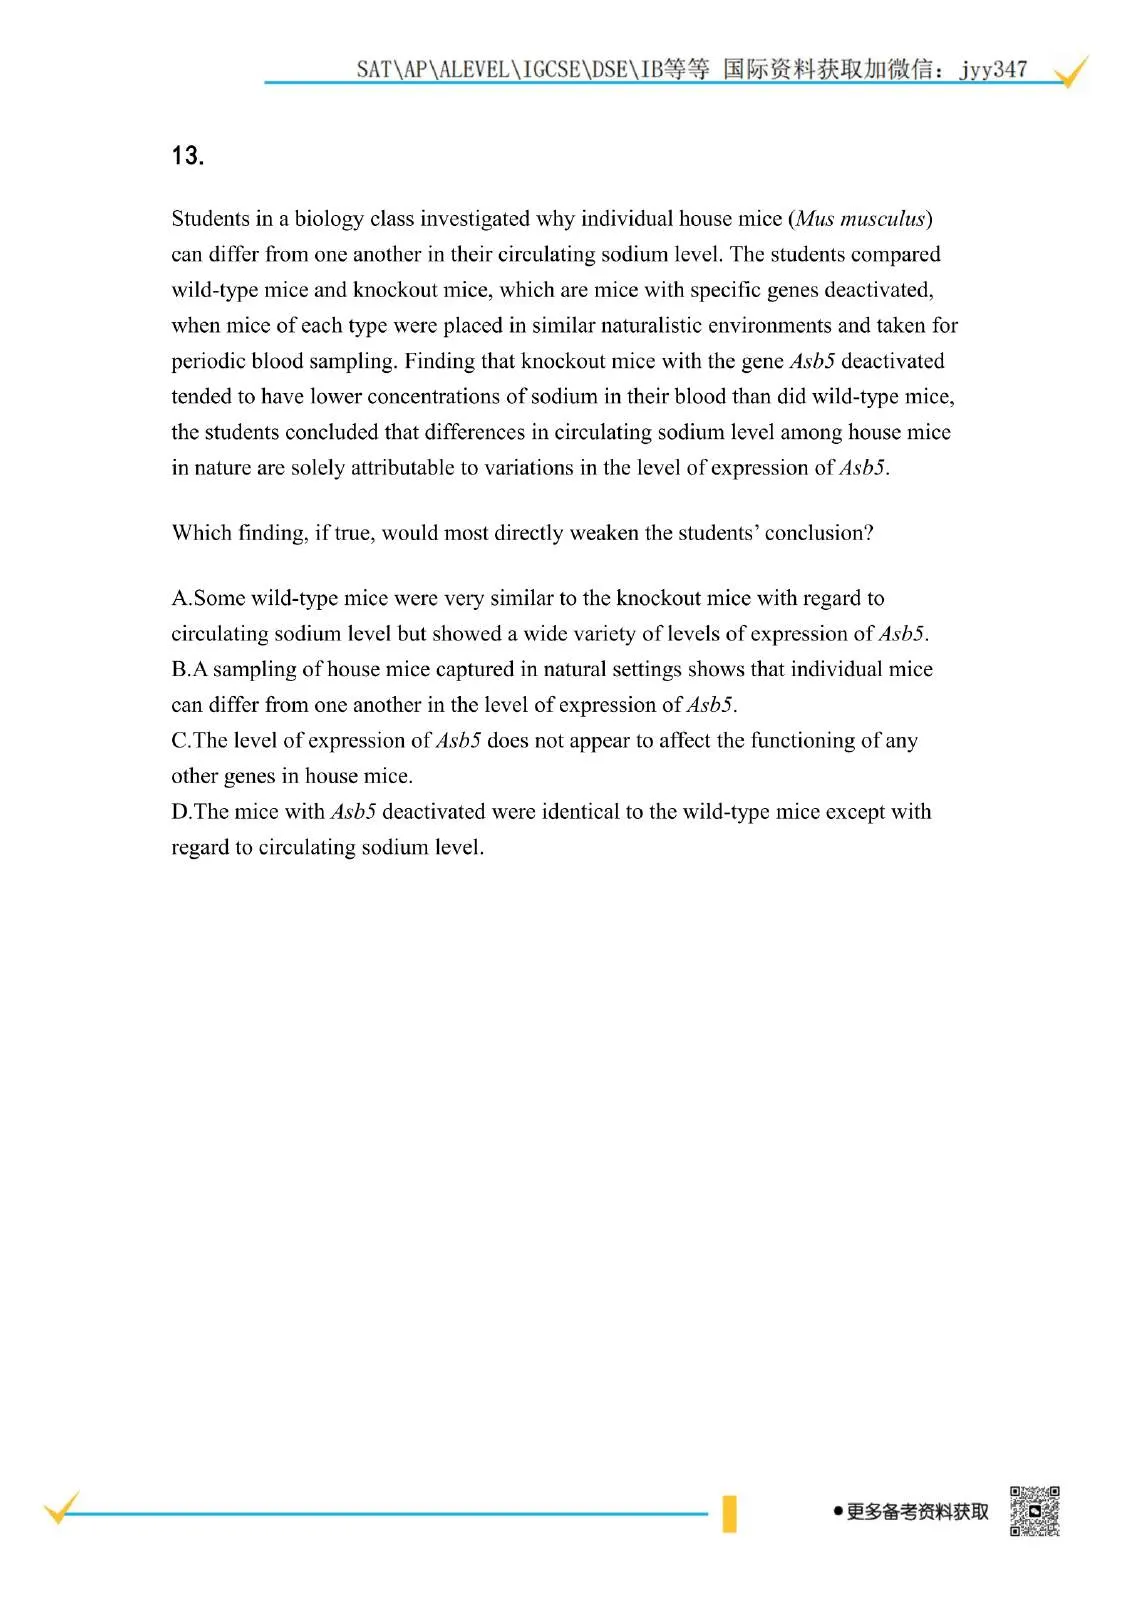 SAT\AP\ALEVEL\IGCSE\DSE\IB等等 国际资料获取加微信：jyy347
13.
Students in a biology class investigated why individual house mice (Mus musculus)
can differ from one another in their circulating sodium level. The students compared
wild-type mice and knockout mice, which are mice with specific genes deactivated,
when mice of each type were placed in similar naturalistic environments and taken for
periodic blood sampling. Finding that knockout mice with the gene Asb5 deactivated
tended to have lower concentrations of sodium in their blood than did wild-type mice,
the students concluded that differences in circulating sodium level among house mice
in nature are solely attributable to variations in the level of expression of Asb5.
Which finding, if true, would most directly weaken the students’ conclusion?
A.Some wild-type mice were very similar to the knockout mice with regard to
circulating sodium level but showed a wide variety of levels of expression of Asb5.
B.A sampling of house mice captured in natural settings shows that individual mice
can differ from one another in the level of expression of Asb5.
C.The level of expression of Asb5 does not appear to affect the functioning of any
other genes in house mice.
D.The mice with Asb5 deactivated were identical to the wild-type mice except with
regard to circulating sodium level.
●更多备考资料获取